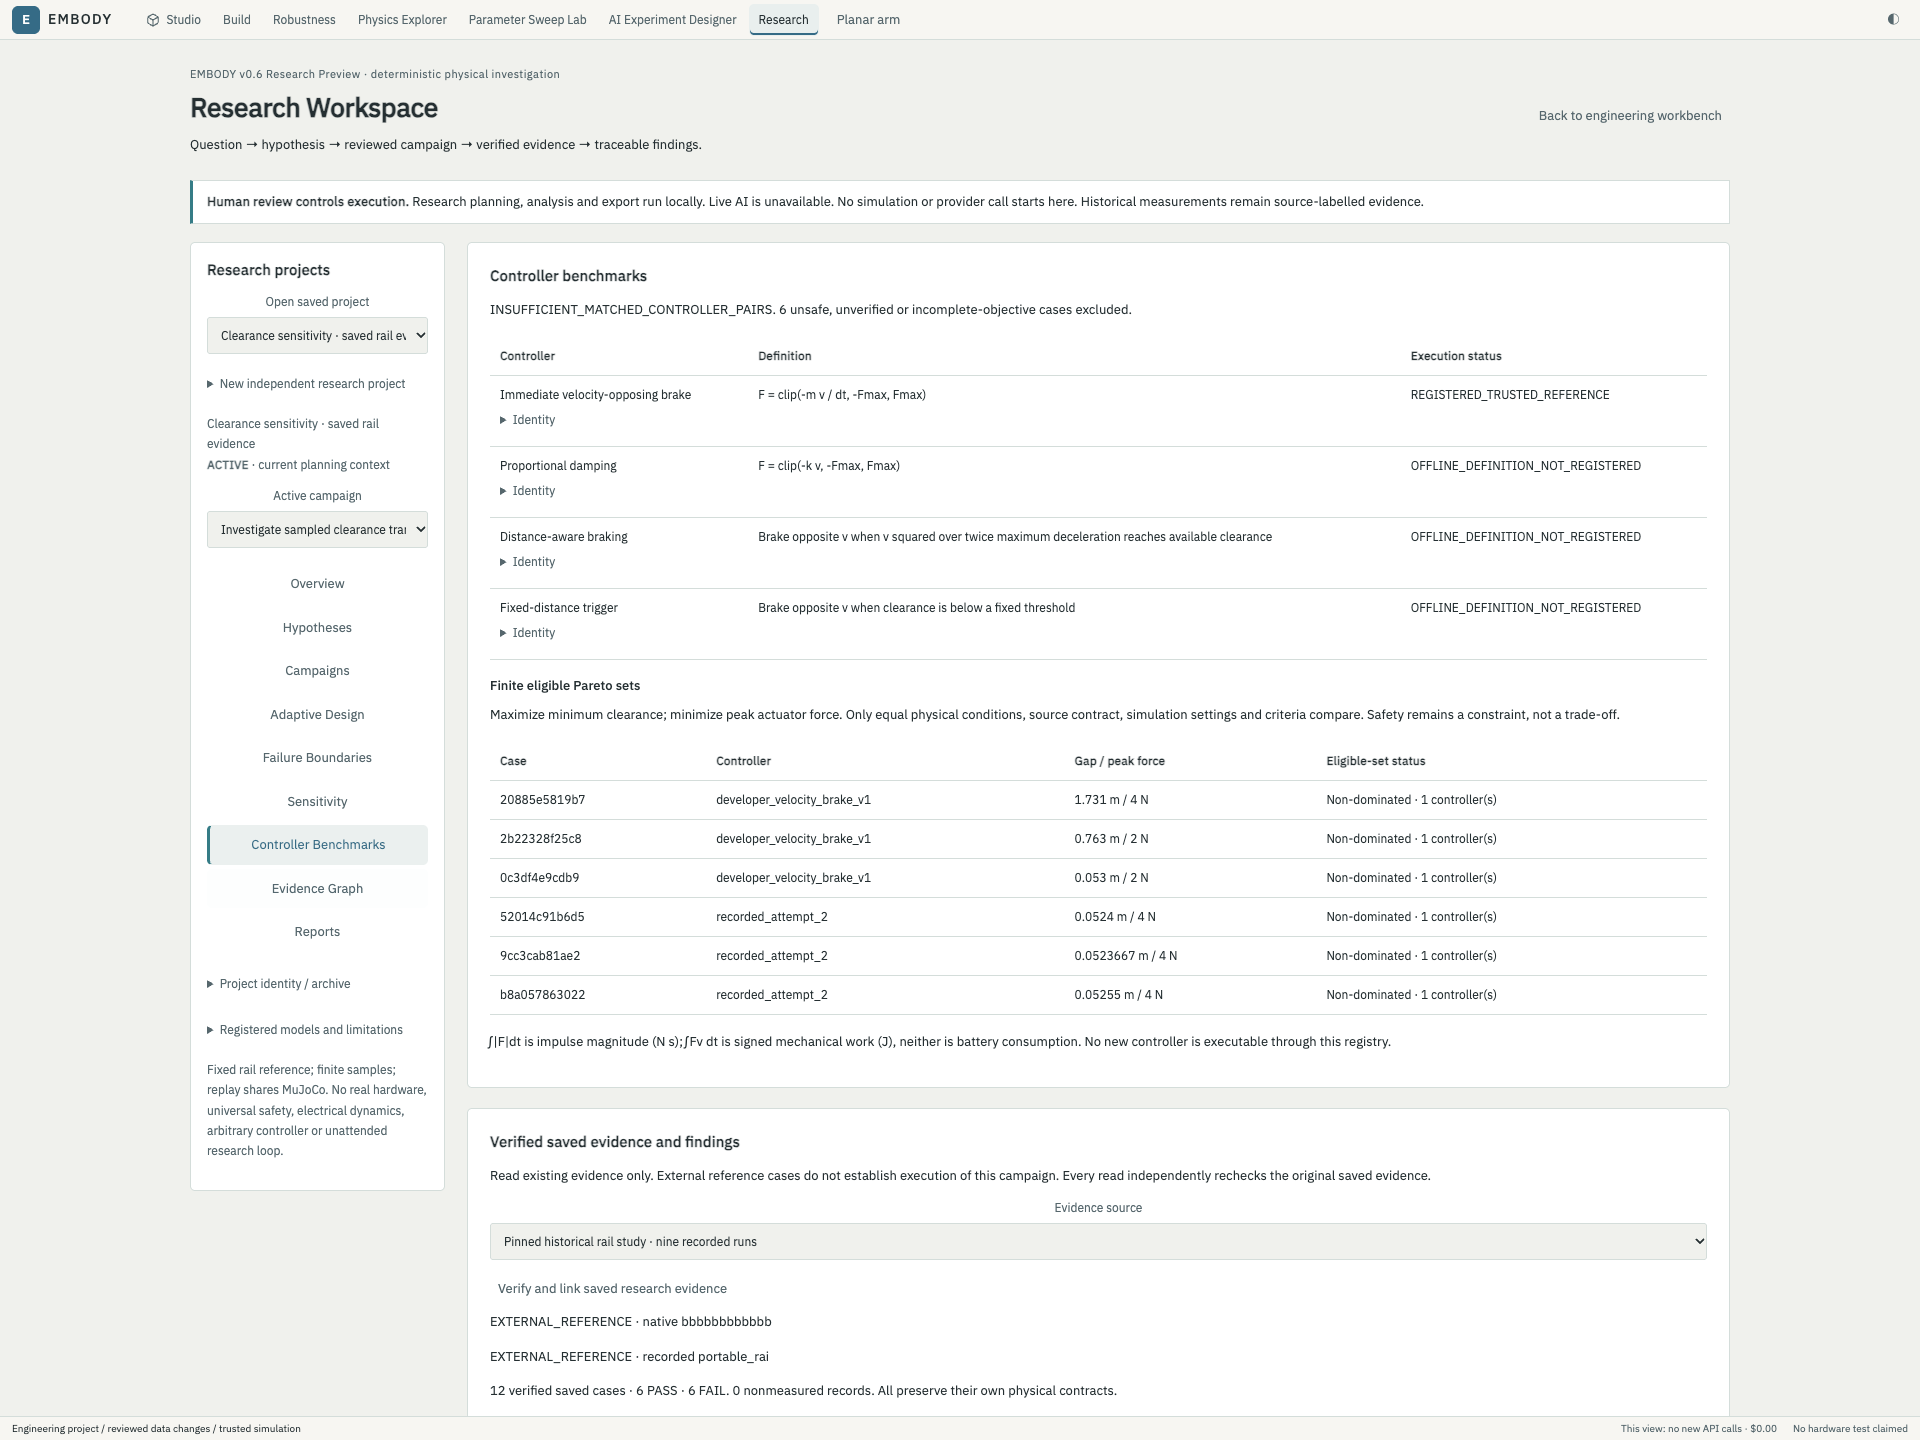 E EMBODY Studio Build Robustness Physics Explorer Parameter Sweep Lab AI Experiment Designer Research Planar arm
EMBODY v0.6 Research Preview · deterministic physical investigation
Research Workspace
Back to engineering workbench
Question → hypothesis → reviewed campaign → verified evidence → traceable findings.
Human review controls execution. Research planning, analysis and export run locally. Live AI is unavailable. No simulation or provider call starts here. Historical measurements remain source-labelled evidence.
Research projects
Open saved project
Clearance sensitivity · saved rail ev
New independent research project
Clearance sensitivity · saved rail
evidence
ACTIVE · current planning context
Active campaign
Investigate sampled clearance tra
Overview
Hypotheses
Campaigns
Adaptive Design
Failure Boundaries
Sensitivity
Controller Benchmarks
Evidence Graph
Reports
Project identity / archive
Registered models and limitations
Fixed rail reference; finite samples;
replay shares MuJoCo. No real hardware,
universal safety, electrical dynamics,
arbitrary controller or unattended
research loop.
Controller benchmarks
INSUFFICIENT_MATCHED_CONTROLLER_PAIRS. 6 unsafe, unverified or incomplete-objective cases excluded.
Controller Definition Execution status
Immediate velocity-opposing brake F = clip(-m v / dt, -Fmax, Fmax) REGISTERED_TRUSTED_REFERENCE
Identity
Proportional damping F = clip(-k v, -Fmax, Fmax) OFFLINE_DEFINITION_NOT_REGISTERED
Identity
Distance-aware braking Brake opposite v when v squared over twice maximum deceleration reaches available clearance OFFLINE_DEFINITION_NOT_REGISTERED
Identity
Fixed-distance trigger Brake opposite v when clearance is below a fixed threshold OFFLINE_DEFINITION_NOT_REGISTERED
Identity
Finite eligible Pareto sets
Maximize minimum clearance; minimize peak actuator force. Only equal physical conditions, source contract, simulation settings and criteria compare. Safety remains a constraint, not a trade-off.
Case Controller Gap / peak force Eligible-set status
20885e5819b7 developer_velocity_brake_v1 1.731 m / 4 N Non-dominated · 1 controller(s)
2b22328f25c8 developer_velocity_brake_v1 0.763 m / 2 N Non-dominated · 1 controller(s)
0c3df4e9cdb9 developer_velocity_brake_v1 0.053 m / 2 N Non-dominated · 1 controller(s)
52014c91b6d5 recorded_attempt_2 0.0524 m / 4 N Non-dominated · 1 controller(s)
9cc3cab81ae2 recorded_attempt_2 0.0523667 m / 4 N Non-dominated · 1 controller(s)
b8a057863022 recorded_attempt_2 0.05255 m / 4 N Non-dominated · 1 controller(s)
∫|F|dt is impulse magnitude (N s);∫Fv dt is signed mechanical work (J), neither is battery consumption. No new controller is executable through this registry.
Verified saved evidence and findings
Read existing evidence only. External reference cases do not establish execution of this campaign. Every read independently rechecks the original saved evidence.
Evidence source
Pinned historical rail study · nine recorded runs
Verify and link saved research evidence
EXTERNAL_REFERENCE · native bbbbbbbbbbbb
EXTERNAL_REFERENCE · recorded portable_rai
12 verified saved cases · 6 PASS · 6 FAIL. 0 nonmeasured records. All preserve their own physical contracts.
Engineering project / reviewed data changes / trusted simulation
This view: no new API calls · $0.00 No hardware test claimed